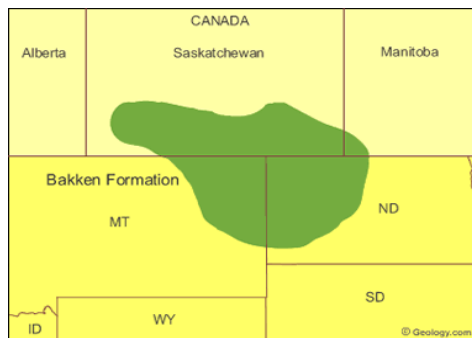 CANADA
Alberta
Saskatchewan
Manitoba
Bakken Formation
MT
ND
SD
WY
ID
© Geology.com